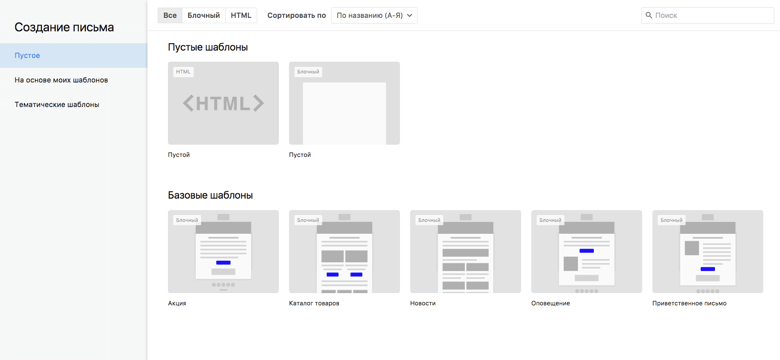 Создание письма
Пустое
На основе моих шаблонов
Тематические шаблоны
Все Блочный HTML Сортировать по По названию (А-Я) Поиск
Пустые шаблоны
HTML Блочный
<HTML>
Пустой Пустой
Базовые шаблоны
Блочный Блочный Блочный Блочный Блочный
Акция Каталог товаров Новости Оповещение Приветственное письмо